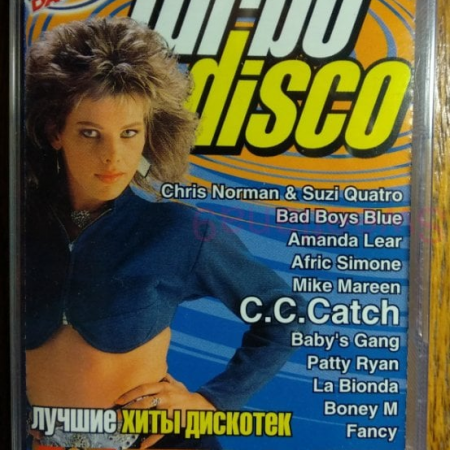 turbo
disco
Chris Norman & Suzi Quatro
Bad Boys Blue
Amanda Lear
Afric Simone
Mike Mareen
C.C.Catch
Baby's Gang
Patty Ryan
La Bionda
Boney M
Fancy
лучшие хиты дискотек